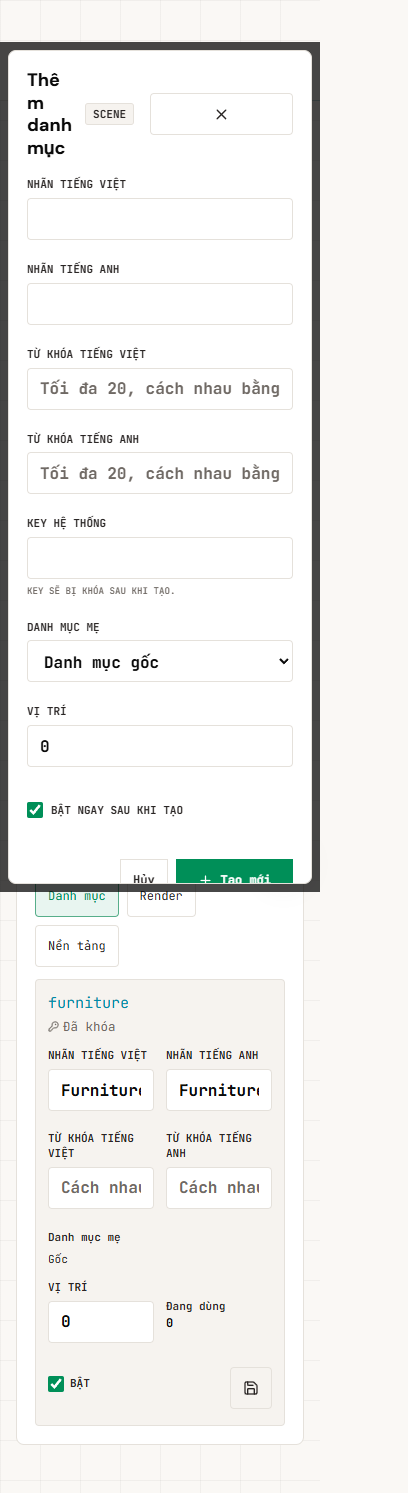 Thê
m
danh
mục
SCENE
NHÃN TIẾNG VIỆT
NHÃN TIẾNG ANH
TỪ KHÓA TIẾNG VIỆT
Tối đa 20, cách nhau bằng
TỪ KHÓA TIẾNG ANH
Tối đa 20, cách nhau bằng
KEY HỆ THỐNG
KEY SẼ BỊ KHÓA SAU KHI TẠO.
DANH MỤC MẸ
Danh mục gốc
VỊ TRÍ
0
BẬT NGAY SAU KHI TẠO
Hủy
Tạo mới
Danh mục
Render
Nền tảng
furniture
Đã khóa
NHÃN TIẾNG VIỆT
NHÃN TIẾNG ANH
Furniture
Furniture
TỪ KHÓA TIẾNG
VIỆT
TỪ KHÓA TIẾNG
ANH
Cách nhau
Cách nhau
Danh mục mẹ
Gốc
VỊ TRÍ
0
Đang dùng
0
BẬT